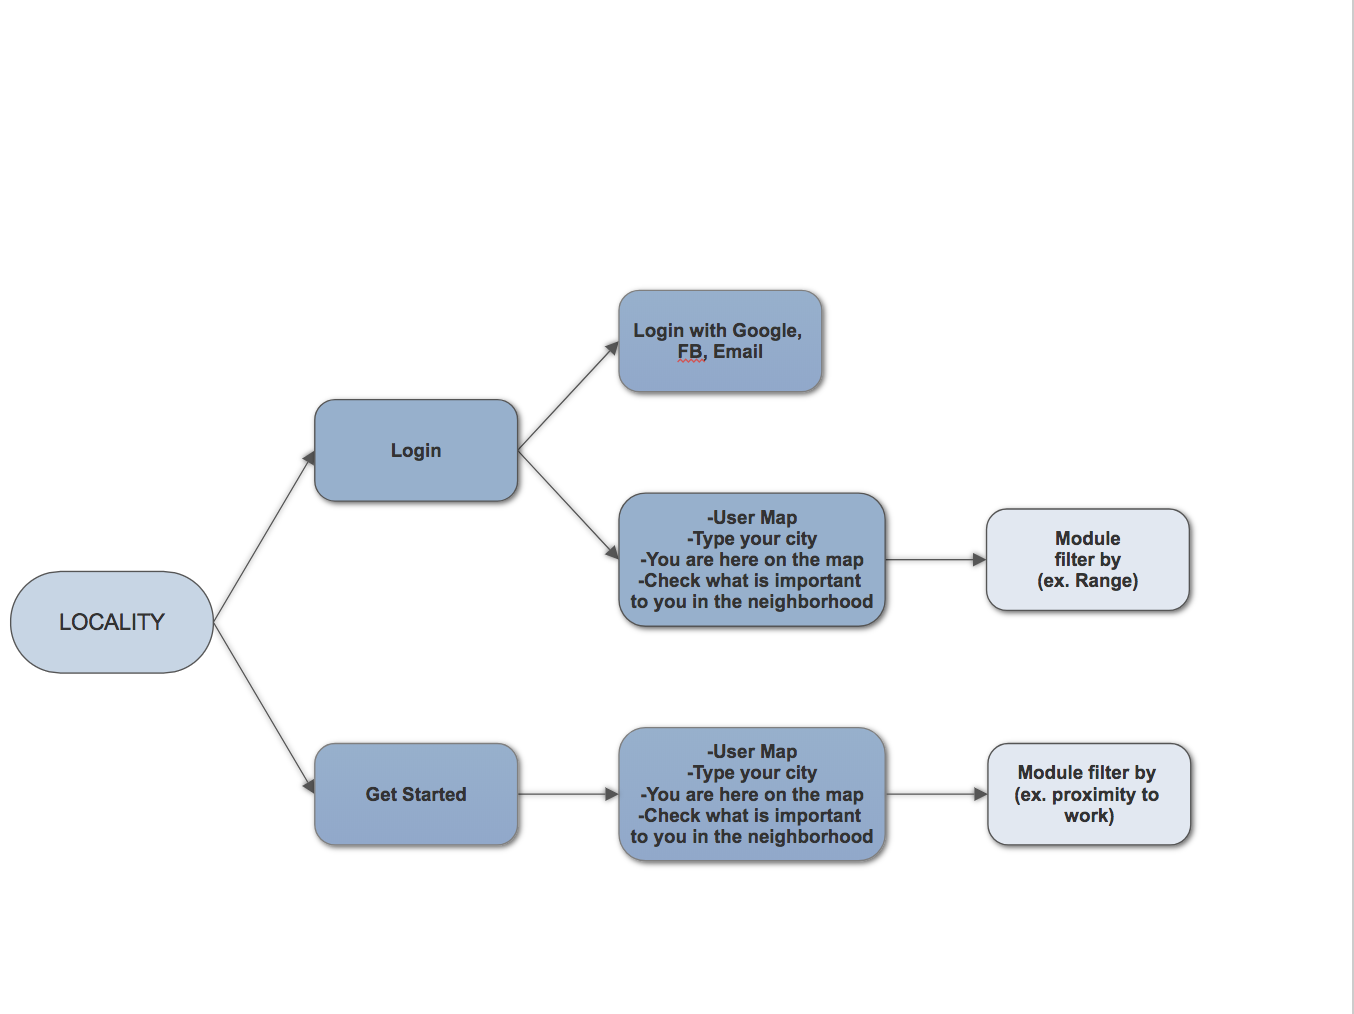 Login with Google,
FB, Email
Login
-User Map
-Type your city
-You are here on the map
-Check what is important
to you in the neighborhood
Module
filter by
(ex. Range)
LOCALITY
Get Started
-User Map
-Type your city
-You are here on the map
-Check what is important
to you in the neighborhood
Module filter by
(ex. proximity to
work)